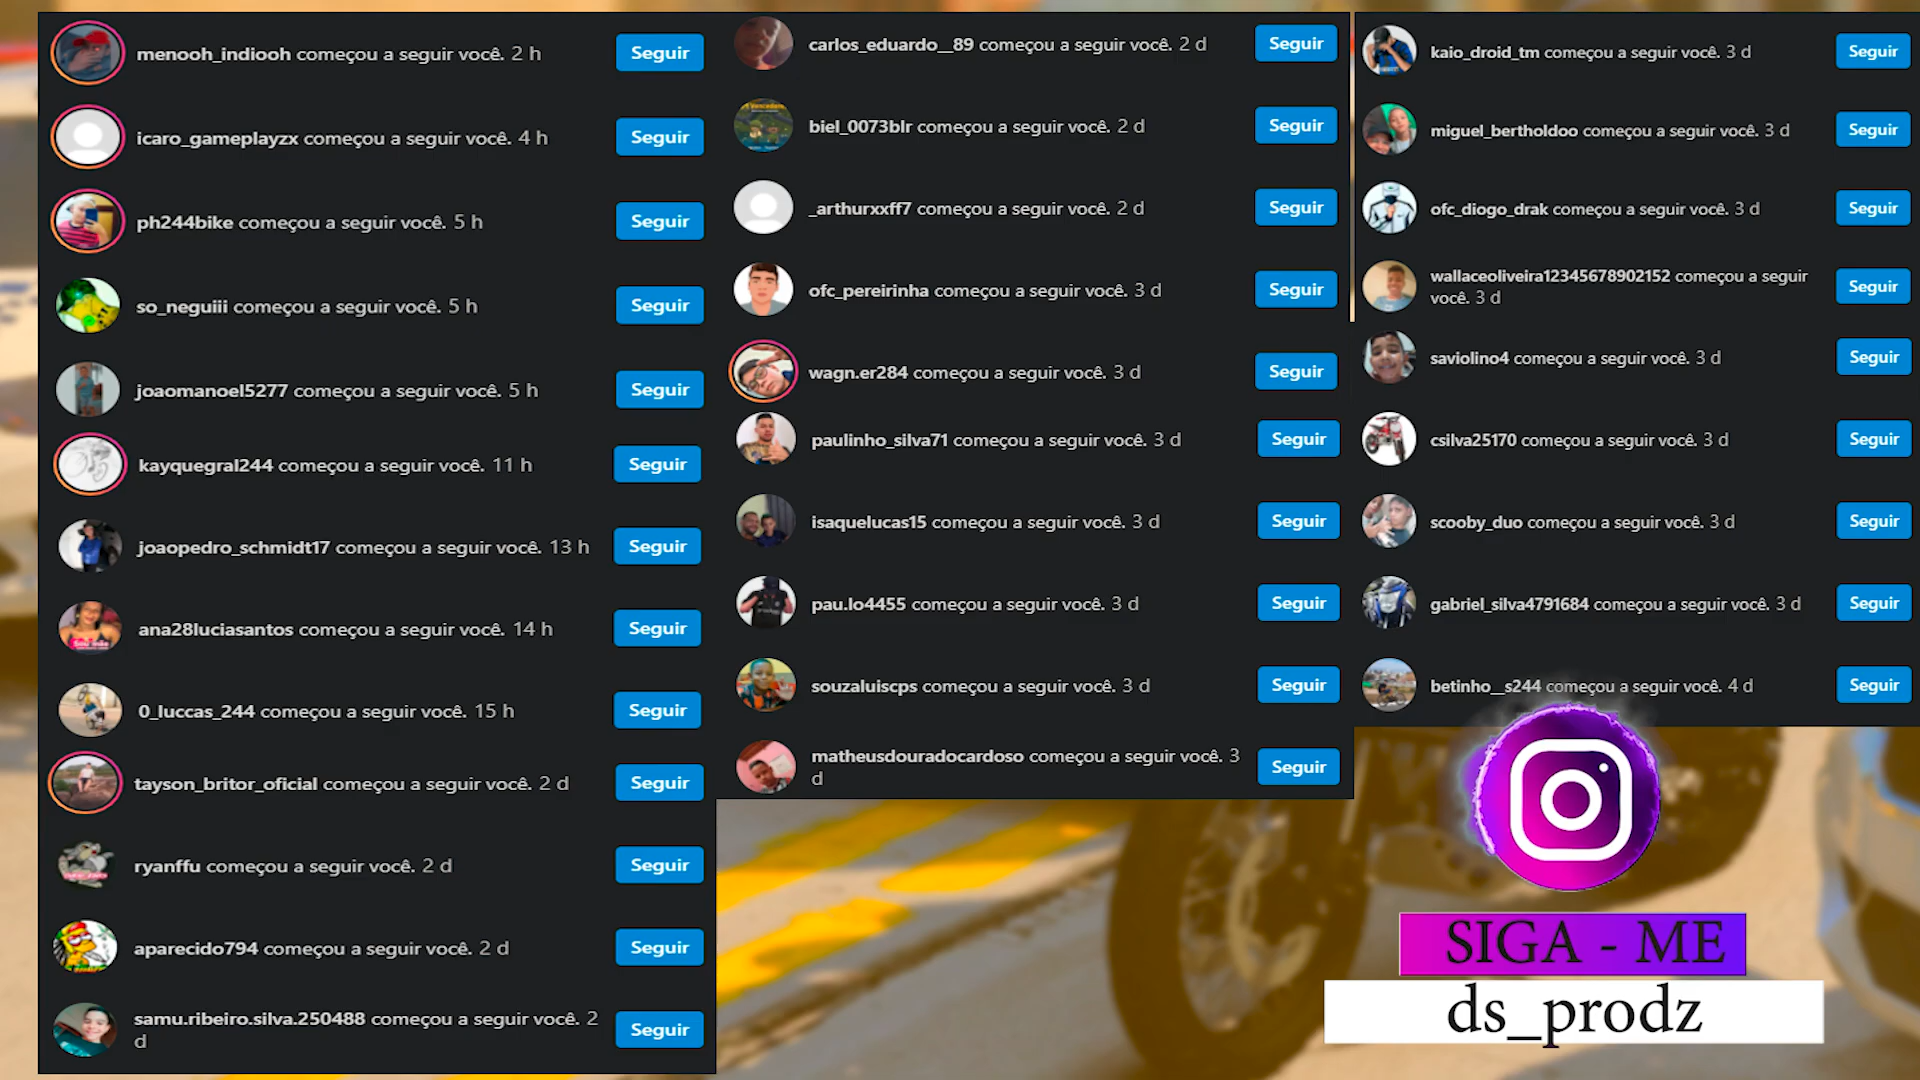 menooh_indiooh começou a seguir você. 2 h
Seguir
icaro_gameplayzx começou a seguir você. 4 h
Seguir
ph244bike começou a seguir você. 5 h
Seguir
so_neguiii começou a seguir você. 5 h
Seguir
joaomanoel5277 começou a seguir você. 5 h
Seguir
kayquegral244 começou a seguir você. 11 h
Seguir
joaopedro_schmidt17 começou a seguir você. 13 h
Seguir
ana28luciasantos começou a seguir você. 14 h
Seguir
0_luccas_244 começou a seguir você. 15 h
Seguir
tayson_britor_oficial começou a seguir você. 2 d
Seguir
ryanffu começou a seguir você. 2 d
Seguir
aparecido794 começou a seguir você. 2 d
Seguir
samu.ribeiro.silva.250488 começou a seguir você. 2
d
Seguir
carlos_eduardo__89 começou a seguir você. 2 d
Seguir
biel_0073blr começou a seguir você. 2 d
Seguir
_arthurxxff7 começou a seguir você. 2 d
Seguir
ofc_pereirinha começou a seguir você. 3 d
Seguir
wagn.er284 começou a seguir você. 3 d
Seguir
paulinho_silva71 começou a seguir você. 3 d
Seguir
isaquelucas15 começou a seguir você. 3 d
Seguir
pau.lo4455 começou a seguir você. 3 d
Seguir
souzaluiscps começou a seguir você. 3 d
Seguir
matheusdouradocardoso começou a seguir você. 3
d
Seguir
kaio_droid_tm começou a seguir você. 3 d
Seguir
miguel_bertholdoo começou a seguir você. 3 d
Seguir
ofc_diogo_drak começou a seguir você. 3 d
Seguir
wallaceoliveira12345678902152 começou a seguir
você. 3 d
Seguir
saviolino4 começou a seguir você. 3 d
Seguir
csilva25170 começou a seguir você. 3 d
Seguir
scooby_duo começou a seguir você. 3 d
Seguir
gabriel_silva4791684 começou a seguir você. 3 d
Seguir
betinho__s244 começou a seguir você. 4 d
Seguir
SIGA - ME
ds_prodz